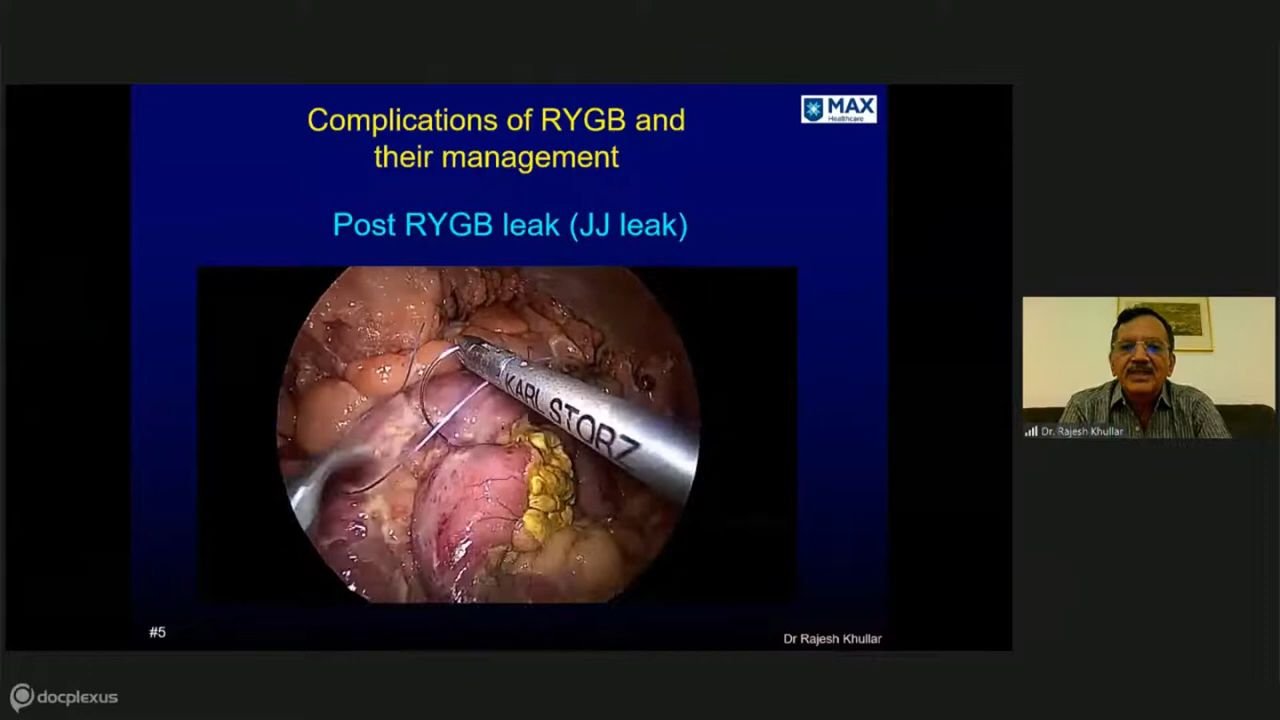 Complications of RYGB and
their management
MAX
Healthcare
Post RYGB leak (JJ leak)
KARL STORZ
Dr. Rajesh Khullar
#5
Dr Rajesh Khullar
docplexus